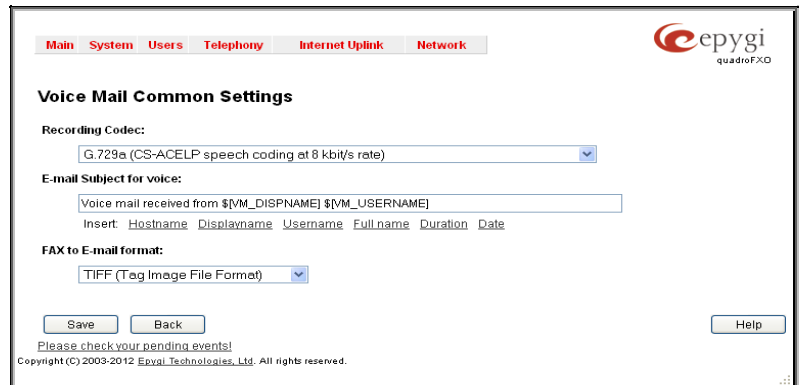 Main System Users Telephony Internet Uplink Network
epygi
quadroFXO
Voice Mail Common Settings
Recording Codec:
G.729a (CS-ACELP speech coding at 8 kbit/s rate)
E-mail Subject for voice:
Voice mail received from $[VM_DISPNAME] $[VM_USERNAME]
Insert: Hostname Displayname Username Full name Duration Date
FAX to E-mail format:
TIFF (Tag Image File Format)
Save Back Help
Please check your pending events!
Copyright (C) 2003-2012 Epygi Technologies, Ltd. All rights reserved.